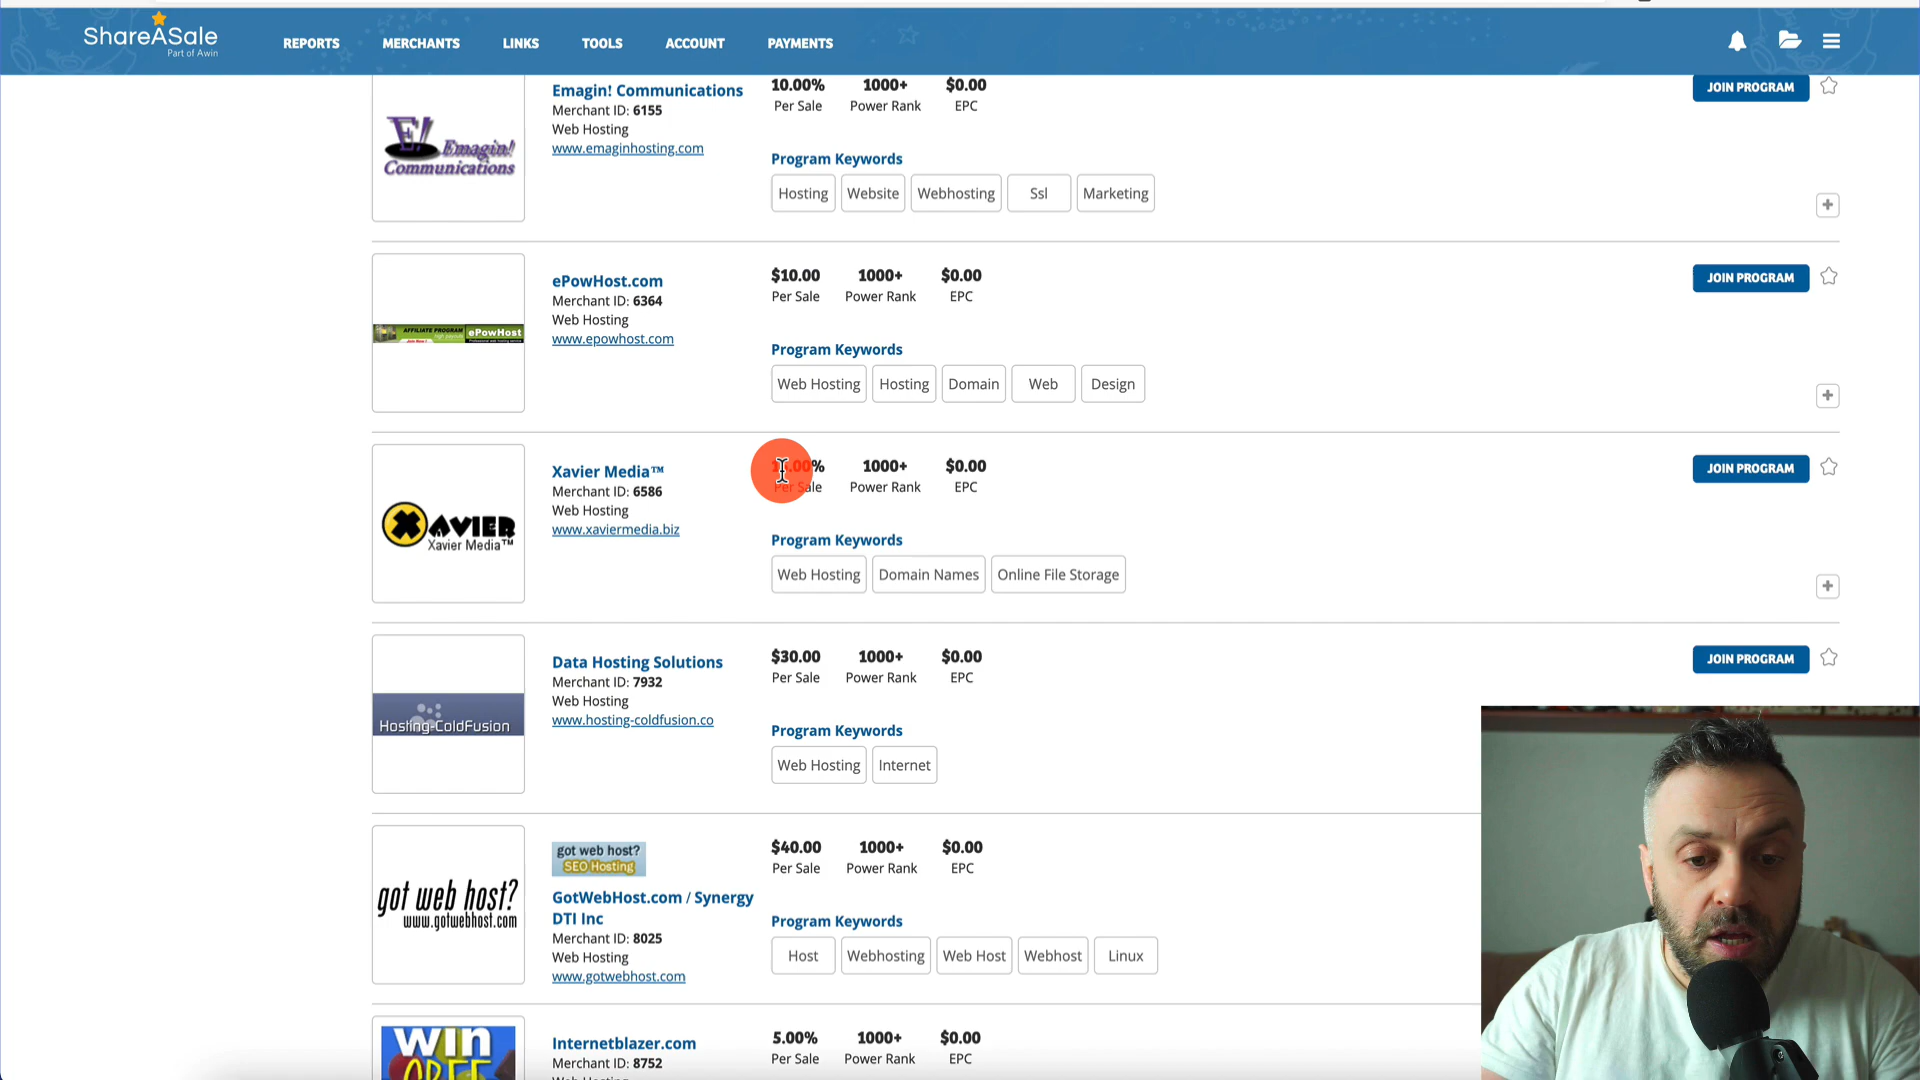 ShareASale
Part of Awin
REPORTS
MERCHANTS
LINKS
TOOLS
ACCOUNT
PAYMENTS
E! Emagin!
Communications
Emagin! Communications
Merchant ID: 6155
Web Hosting
www.emaginhosting.com
10.00%
Per Sale
1000+
Power Rank
$0.00
EPC
Program Keywords
Hosting
Website
Webhosting
Ssl
Marketing
JOIN PROGRAM
AFFILIATE PROGRAM
ePowHost
ePowHost.com
Merchant ID: 6364
Web Hosting
www.epowhost.com
$10.00
Per Sale
1000+
Power Rank
$0.00
EPC
Program Keywords
Web Hosting
Hosting
Domain
Web
Design
JOIN PROGRAM
XAVIER
Xavier Media™
Xavier Media™
Merchant ID: 6586
Web Hosting
www.xaviermedia.biz
Per Sale
1000+
Power Rank
$0.00
EPC
Program Keywords
Web Hosting
Domain Names
Online File Storage
JOIN PROGRAM
Hosting-ColdFusion
Data Hosting Solutions
Merchant ID: 7932
Web Hosting
www.hosting-coldfusion.co
$30.00
Per Sale
1000+
Power Rank
$0.00
EPC
Program Keywords
Web Hosting
Internet
JOIN PROGRAM
got web host?
www.gotwebhost.com
got web host?
SEO Hosting
GotWebHost.com / Synergy
DTI Inc
Merchant ID: 8025
Web Hosting
www.gotwebhost.com
$40.00
Per Sale
1000+
Power Rank
$0.00
EPC
Program Keywords
Host
Webhosting
Web Host
Webhost
Linux
win
Internetblazer.com
Merchant ID: 8752
5.00%
Per Sale
1000+
Power Rank
$0.00
EPC